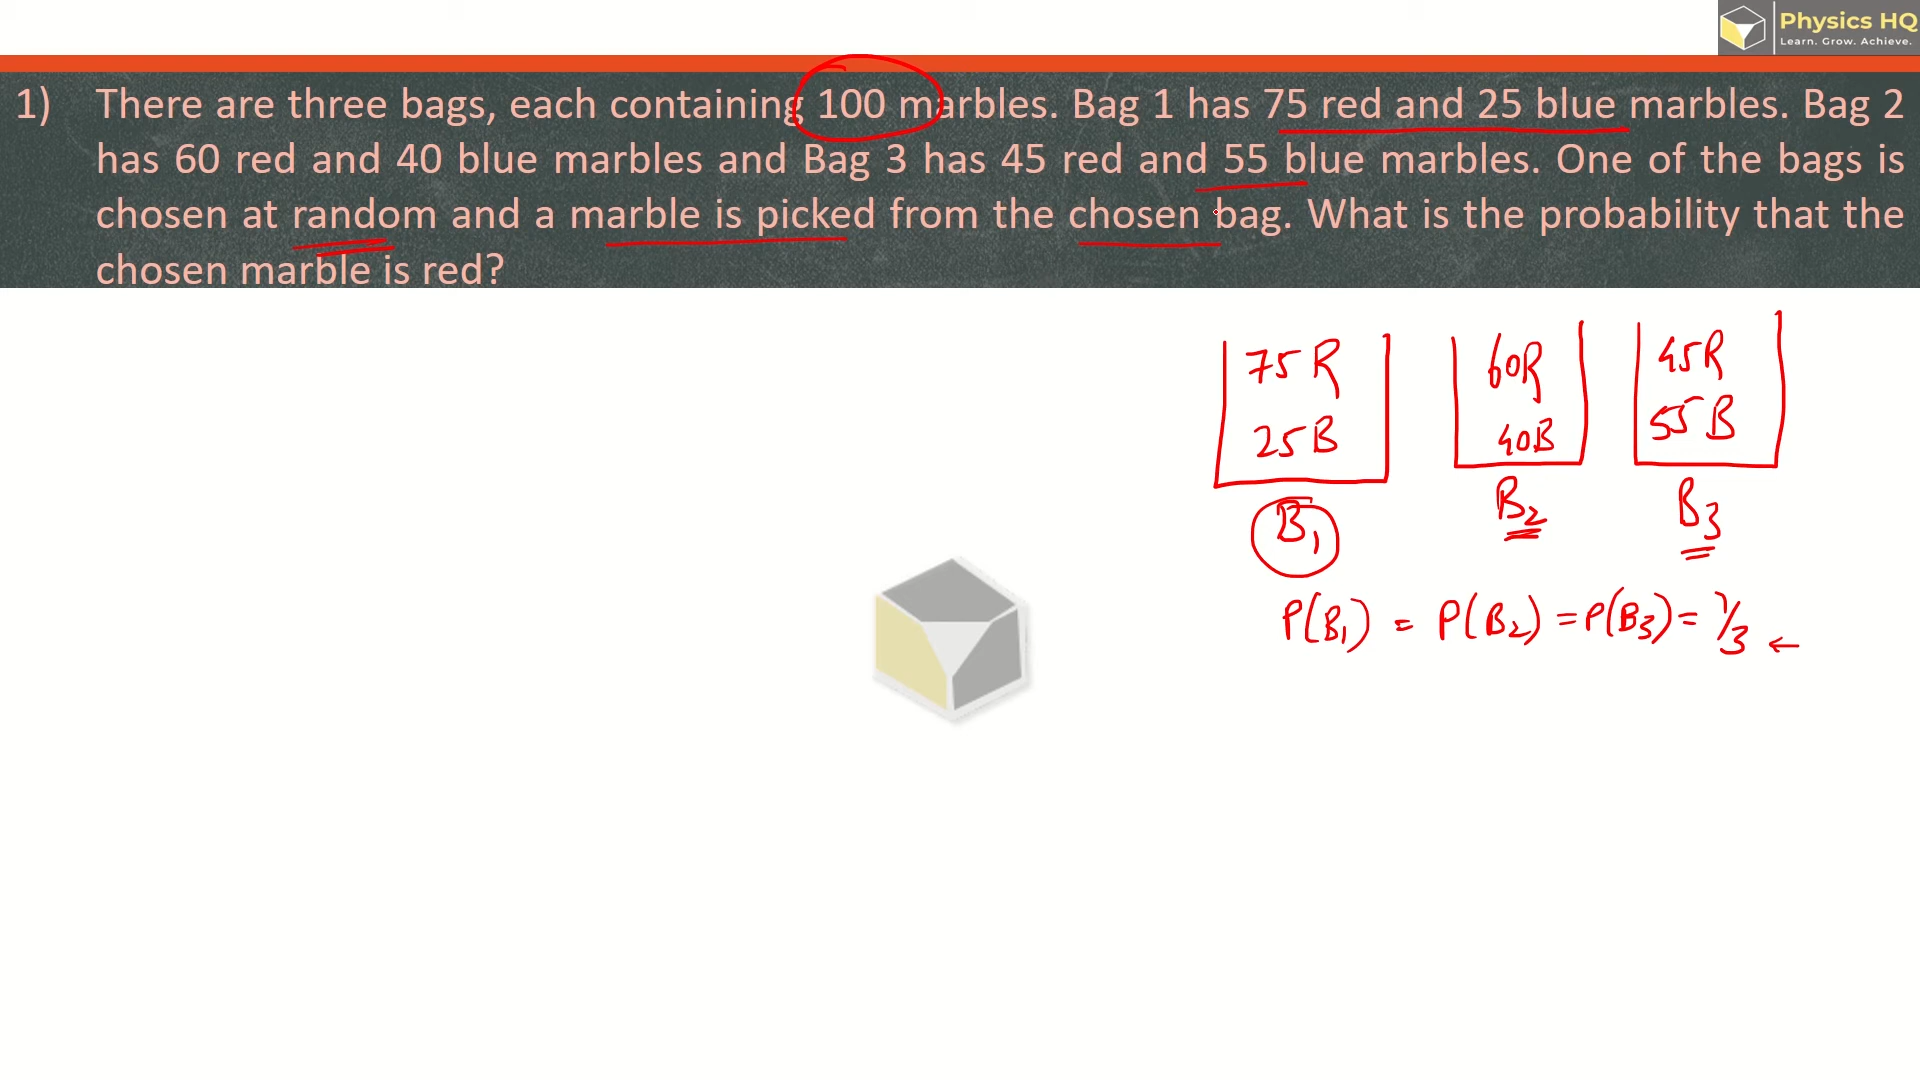 Physics HQ
Learn. Grow. Achieve.
1) There are three bags, each containing 100 marbles. Bag 1 has 75 red and 25 blue marbles. Bag 2
has 60 red and 40 blue marbles and Bag 3 has 45 red and 55 blue marbles. One of the bags is
chosen at random and a marble is picked from the chosen bag. What is the probability that the
chosen marble is red?
75 R 60R 45R
25B 40B 55B
B₁ B₂ B₃
P(B₁) = P(B₂) = P(B₃) = 1/3 ←